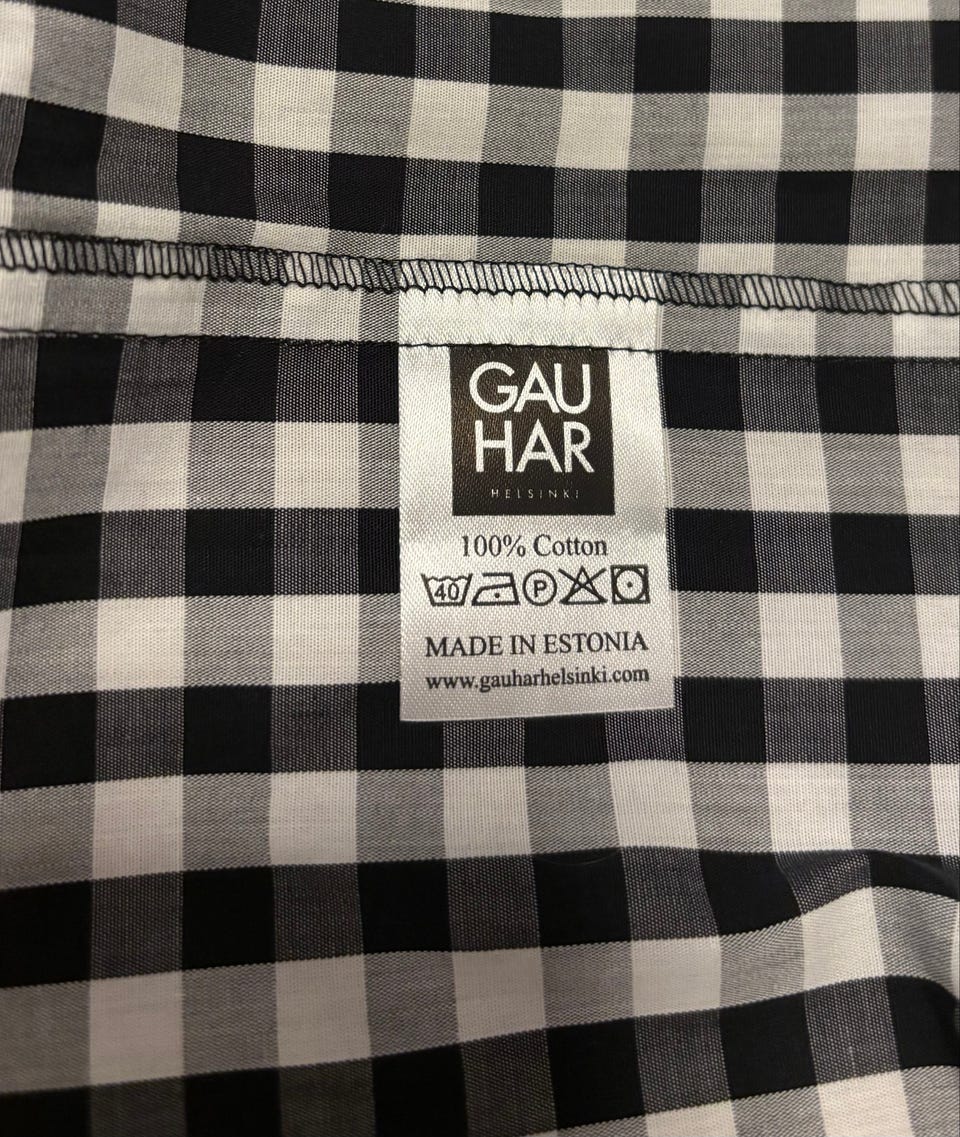 GAU
HAR
HELSINKI
100% Cotton
40 P
MADE IN ESTONIA
www.gauharhelsinki.com